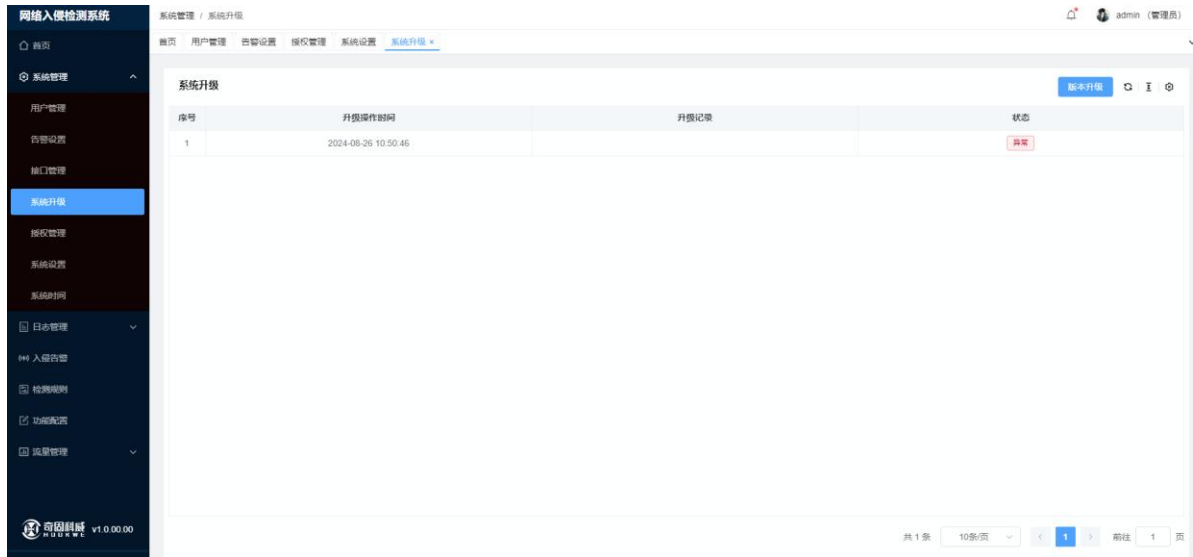 网络入侵检测系统
系统管理 / 系统升级
admin（管理员）
首页
首页 用户管理 告警设置 授权管理 系统设置 系统升级 ×
系统管理
系统升级
版本升级
用户管理
序号 升级操作时间 升级记录 状态
告警设置
1 2024-08-26 10:50:46 异常
接口管理
系统升级
授权管理
系统设置
系统时间
日志管理
入侵告警
检测规则
功能配置
流量管理
v1.0.00.00
共 1 条 10条/页 1 前往 1 页